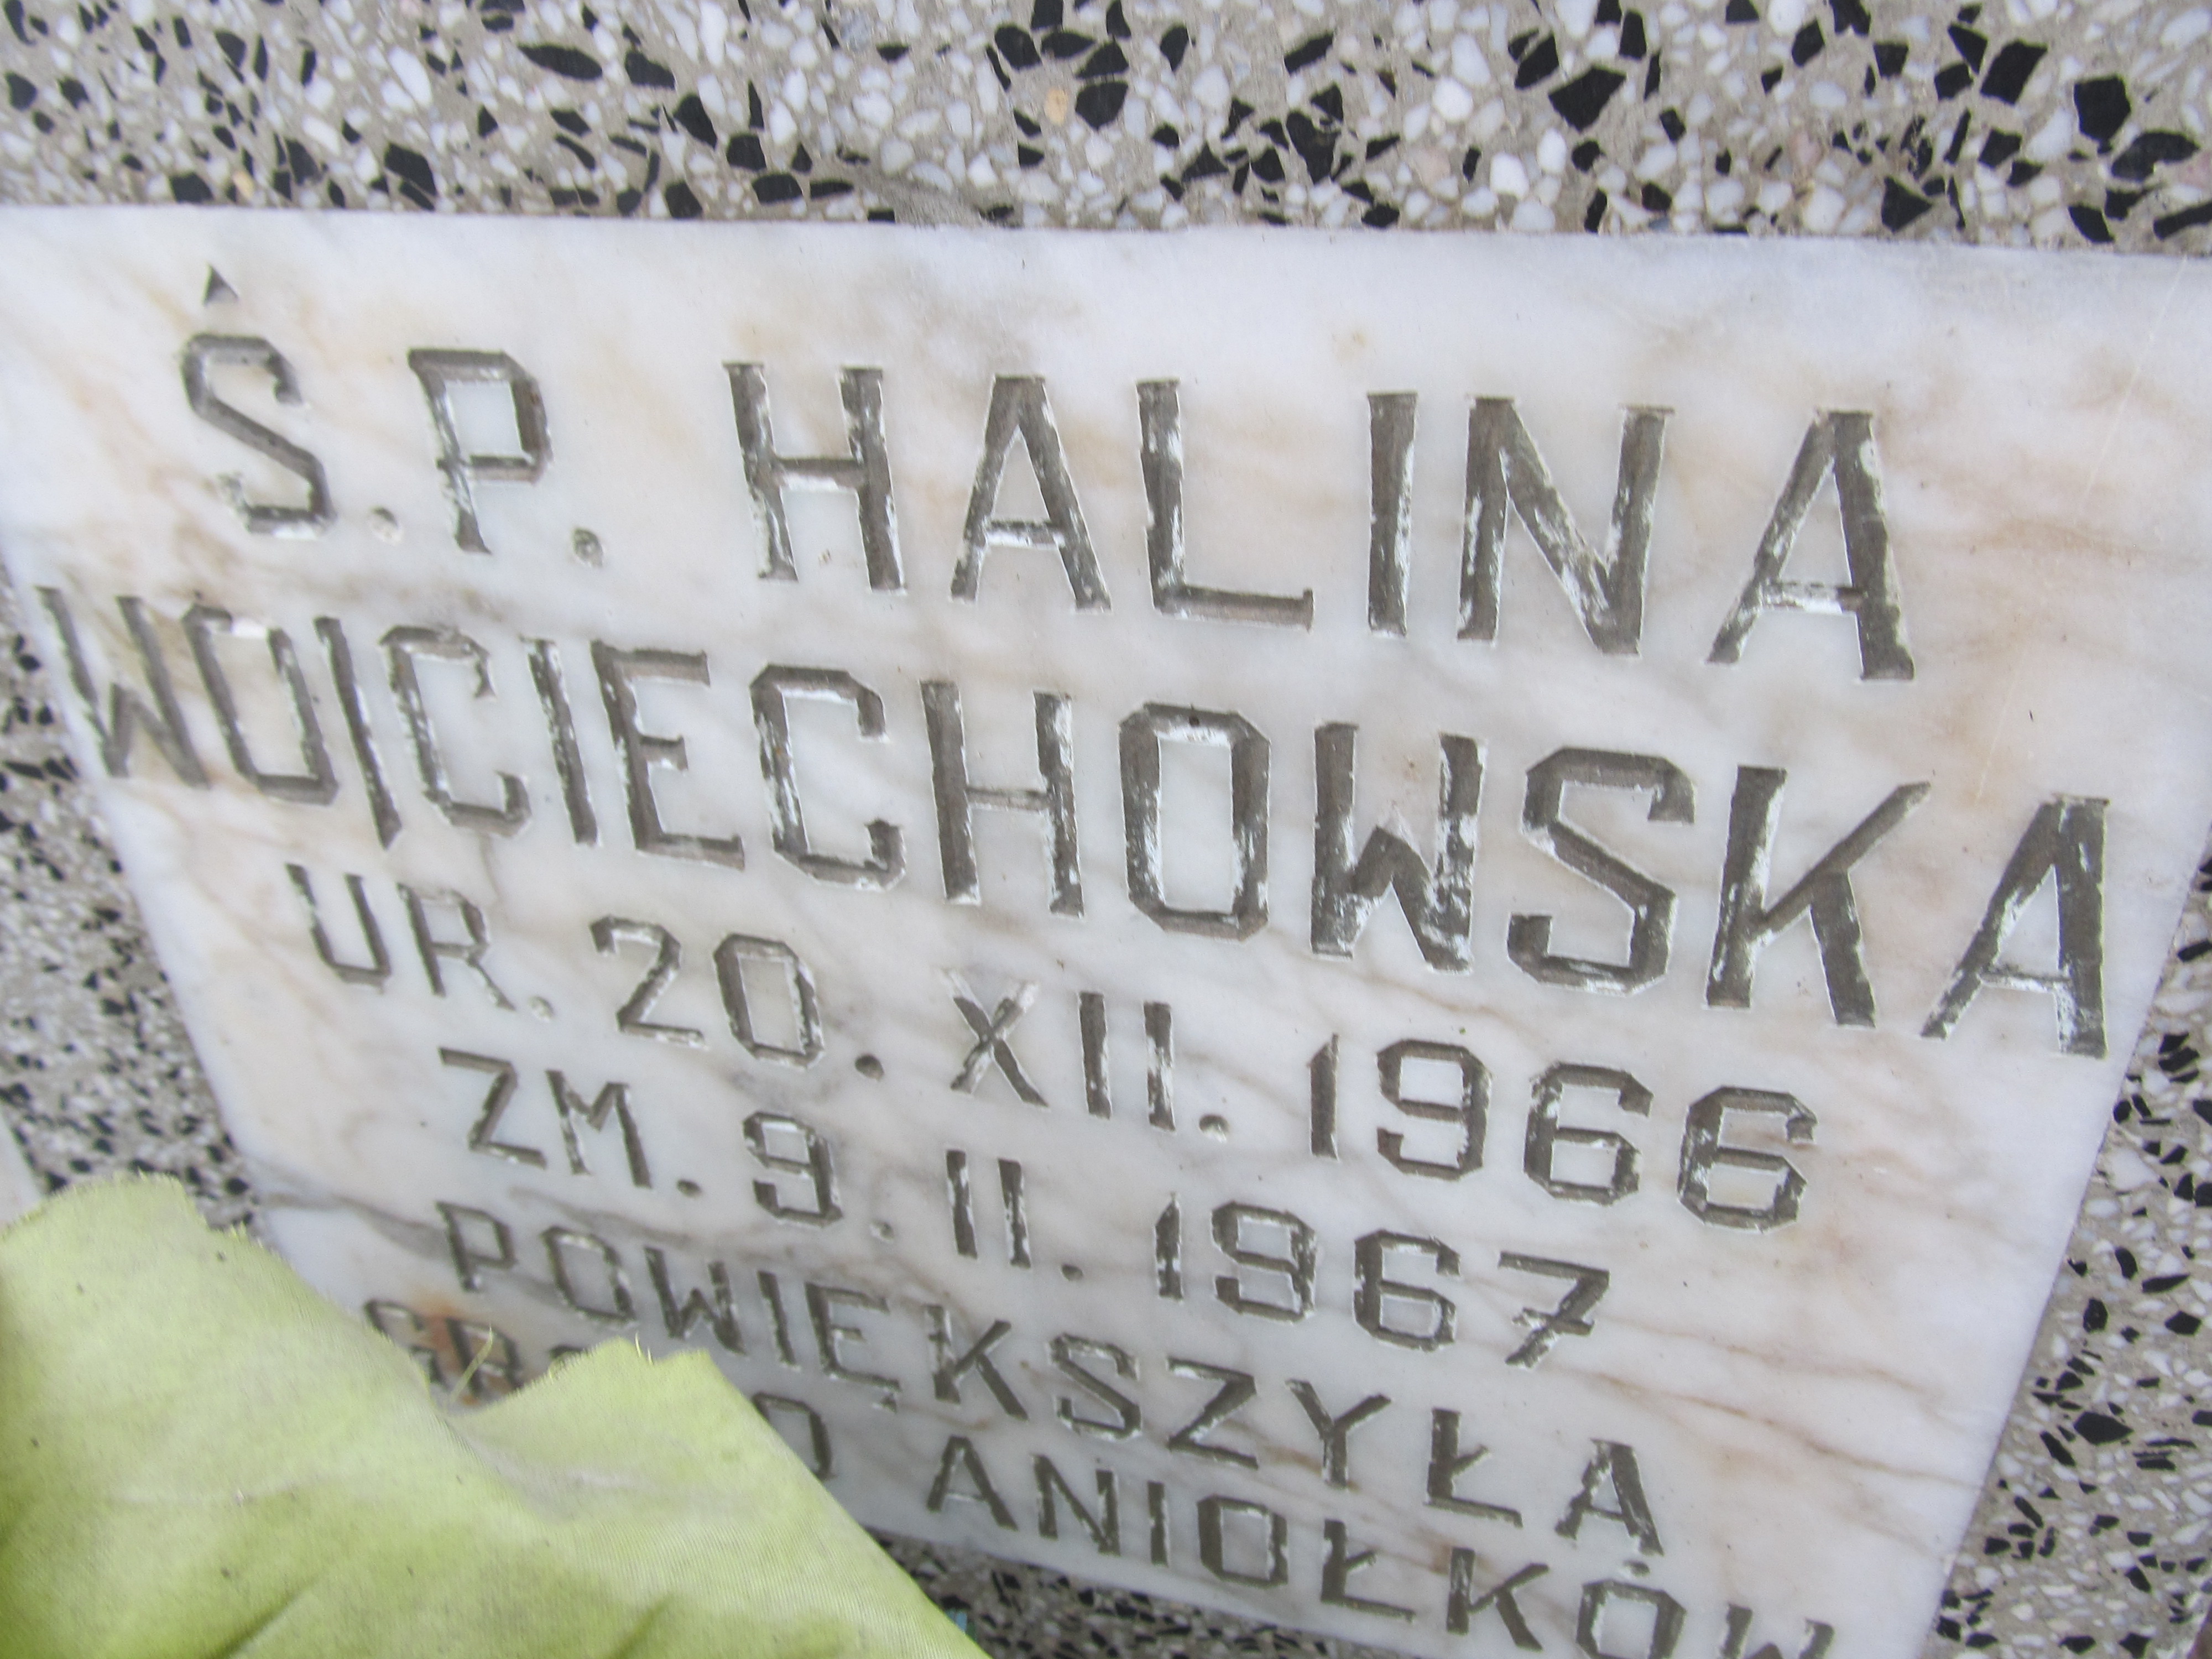 Ś.P. HALINA
WOJCIECHOWSKA
UR. 20. XII. 1966
ZM. 9. II. 1967
POWIĘKSZYŁA
ANIOŁKÓW